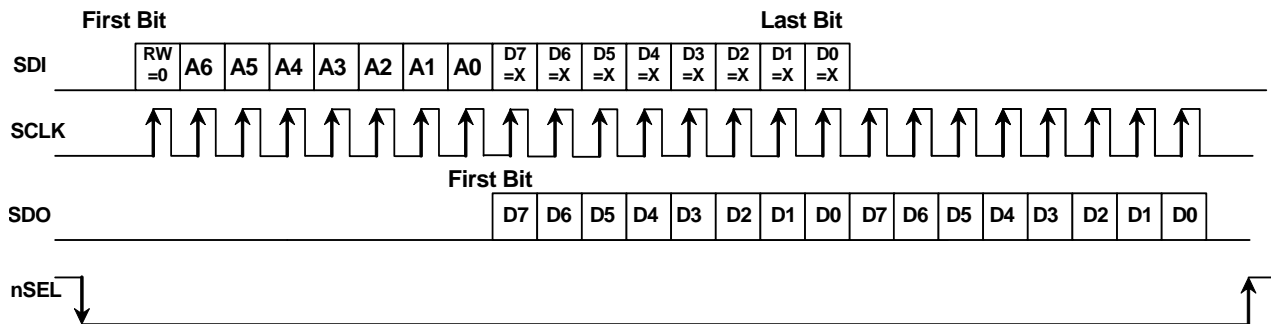 First Bit Last Bit
SDI RW =0 A6 A5 A4 A3 A2 A1 A0 D7 =X D6 =X D5 =X D4 =X D3 =X D2 =X D1 =X D0 =X
SCLK
First Bit
SDO D7 D6 D5 D4 D3 D2 D1 D0 D7 D6 D5 D4 D3 D2 D1 D0
nSEL